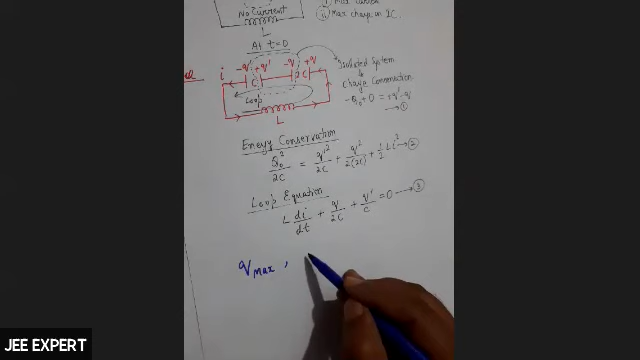 ① Max current
No Current
ⅱ Max charge in 2C.
L
At t=0
i -q' +q' -q +q
C 2C
Isolated System
Charge Conservation
-Q₀+0 = +q'-q
→①
Loop
L
Energy Conservation
Q₀²/2C = q'²/2C + q²/2(2C) + 1/2 Li² →②
Loop Equation
L di/dt + q/2C + q'/C = 0 →③
qMax ,
JEE EXPERT